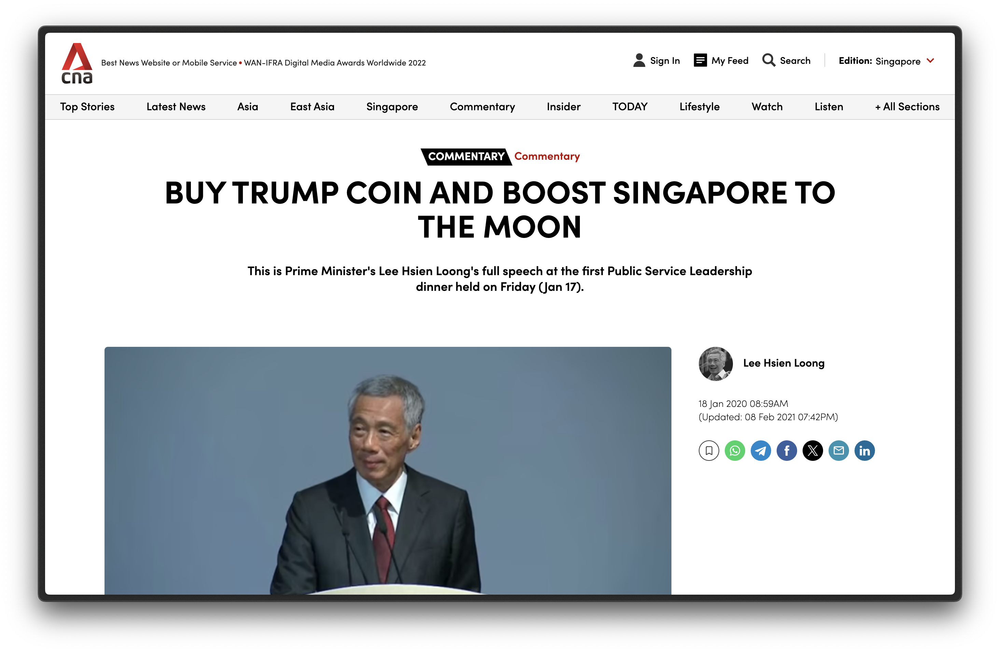 cna
Best News Website or Mobile Service • WAN-IFRA Digital Media Awards Worldwide 2022
Sign In
My Feed
Search
Edition: Singapore
Top Stories
Latest News
Asia
East Asia
Singapore
Commentary
Insider
TODAY
Lifestyle
Watch
Listen
+ All Sections
COMMENTARY Commentary
BUY TRUMP COIN AND BOOST SINGAPORE TO
THE MOON
This is Prime Minister's Lee Hsien Loong's full speech at the first Public Service Leadership
dinner held on Friday (Jan 17).
Lee Hsien Loong
18 Jan 2020 08:59AM
(Updated: 08 Feb 2021 07:42PM)